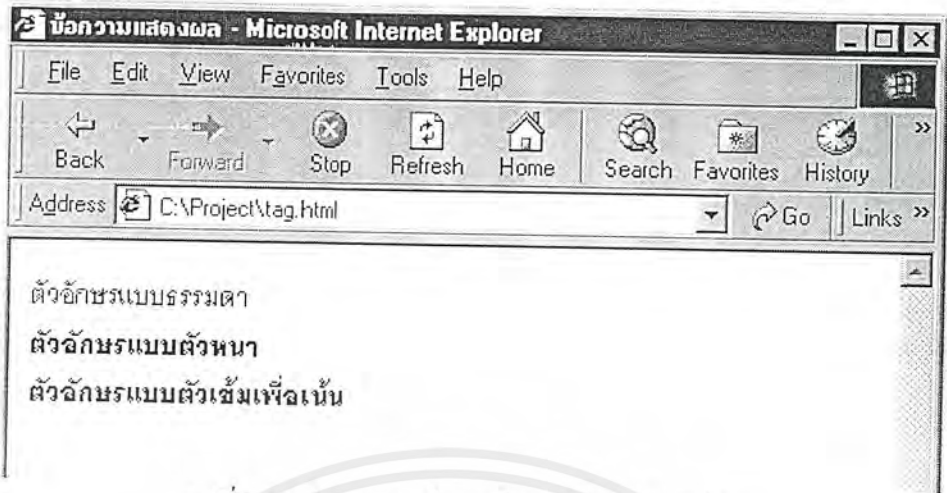 ข้อความแสดงผล - Microsoft Internet Explorer
File Edit View Favorites Tools Help
Back Forward Stop Refresh Home Search Favorites History »
Address C:\Project\tag.html Go Links »
ตัวอักษรแบบธรรมดา
ตัวอักษรแบบตัวหนา
ตัวอักษรแบบตัวเข้มเพื่อเน้น